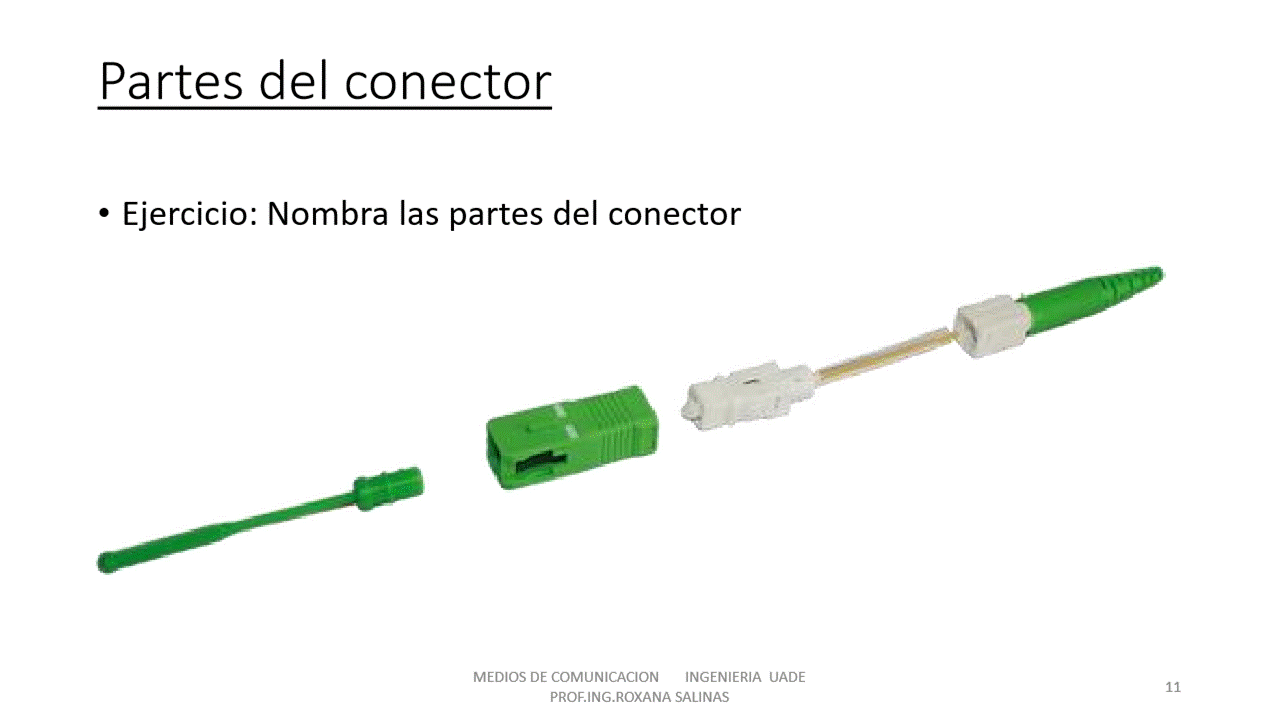 Partes del conector
• Ejercicio: Nombra las partes del conector
MEDIOS DE COMUNICACION INGENIERIA UADE
PROF.ING.ROXANA SALINAS
11